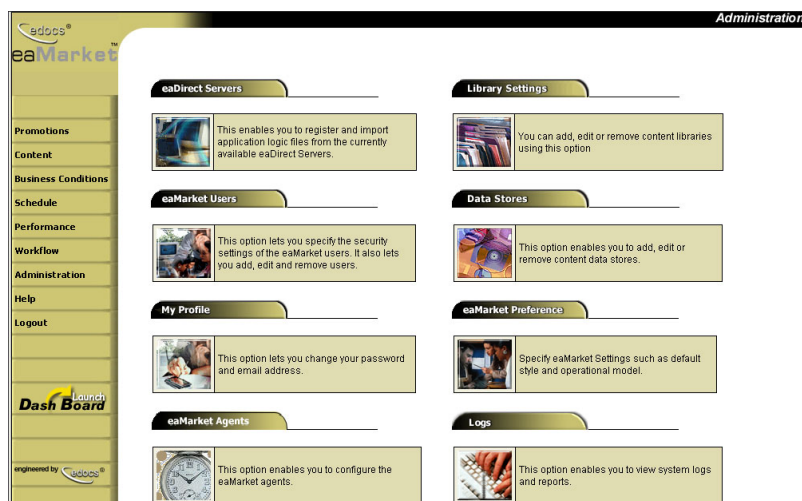 Administration
edocs®
eaMarket™
Promotions
Content
Business Conditions
Schedule
Performance
Workflow
Administration
Help
Logout
Launch
Dash Board
engineered by edocs®
eaDirect Servers
This enables you to register and import
application logic files from the currently
available eaDirect Servers.
Library Settings
You can add, edit or remove content libraries
using this option
eaMarket Users
This option lets you specify the security
settings of the eaMarket users. It also lets
you add, edit and remove users.
Data Stores
This option enables you to add, edit or
remove content data stores.
My Profile
This option lets you change your password
and email address.
eaMarket Preference
Specify eaMarket Settings such as default
style and operational model.
eaMarket Agents
This option enables you to configure the
eaMarket agents.
Logs
This option enables you to view system logs
and reports.